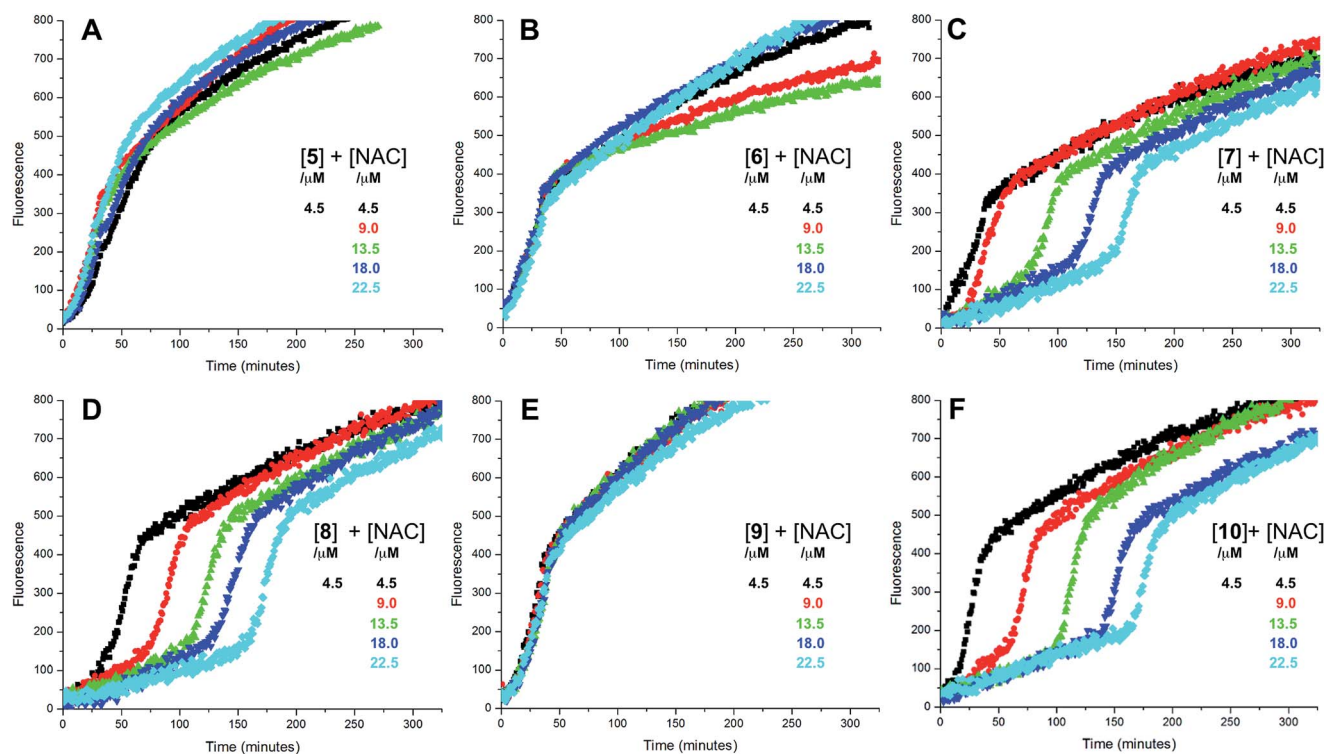 A
800
700
600
500
400
300
200
100
0
Fluorescence
[5] + [NAC]
/μM /μM
4.5 4.5
9.0
13.5
18.0
22.5
0 50 100 150 200 250 300
Time (minutes)
B
800
700
600
500
400
300
200
100
0
Fluorescence
[6] + [NAC]
/μM /μM
4.5 4.5
9.0
13.5
18.0
22.5
0 50 100 150 200 250 300
Time (minutes)
C
800
700
600
500
400
300
200
100
0
Fluorescence
[7] + [NAC]
/μM /μM
4.5 4.5
9.0
13.5
18.0
22.5
0 50 100 150 200 250 300
Time (minutes)
D
800
700
600
500
400
300
200
100
0
Fluorescence
[8] + [NAC]
/μM /μM
4.5 4.5
9.0
13.5
18.0
22.5
0 50 100 150 200 250 300
Time (minutes)
E
800
700
600
500
400
300
200
100
0
Fluorescence
[9] + [NAC]
/μM /μM
4.5 4.5
9.0
13.5
18.0
22.5
0 50 100 150 200 250 300
Time (minutes)
F
800
700
600
500
400
300
200
100
0
Fluorescence
[10]+ [NAC]
/μM /μM
4.5 4.5
9.0
13.5
18.0
22.5
0 50 100 150 200 250 300
Time (minutes)